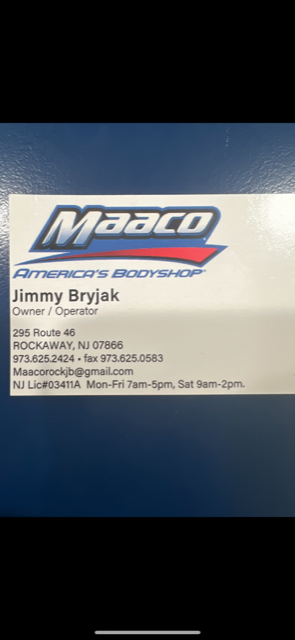 Maaco
America's Bodyshop
Jimmy Bryjak
Owner / Operator
295 Route 46
ROCKAWAY, NJ 07866
973.625.2424 • fax 973.625.0583
Maacorockjb@gmail.com
NJ Lic#03411A Mon-Fri 7am-5pm, Sat 9am-2pm.